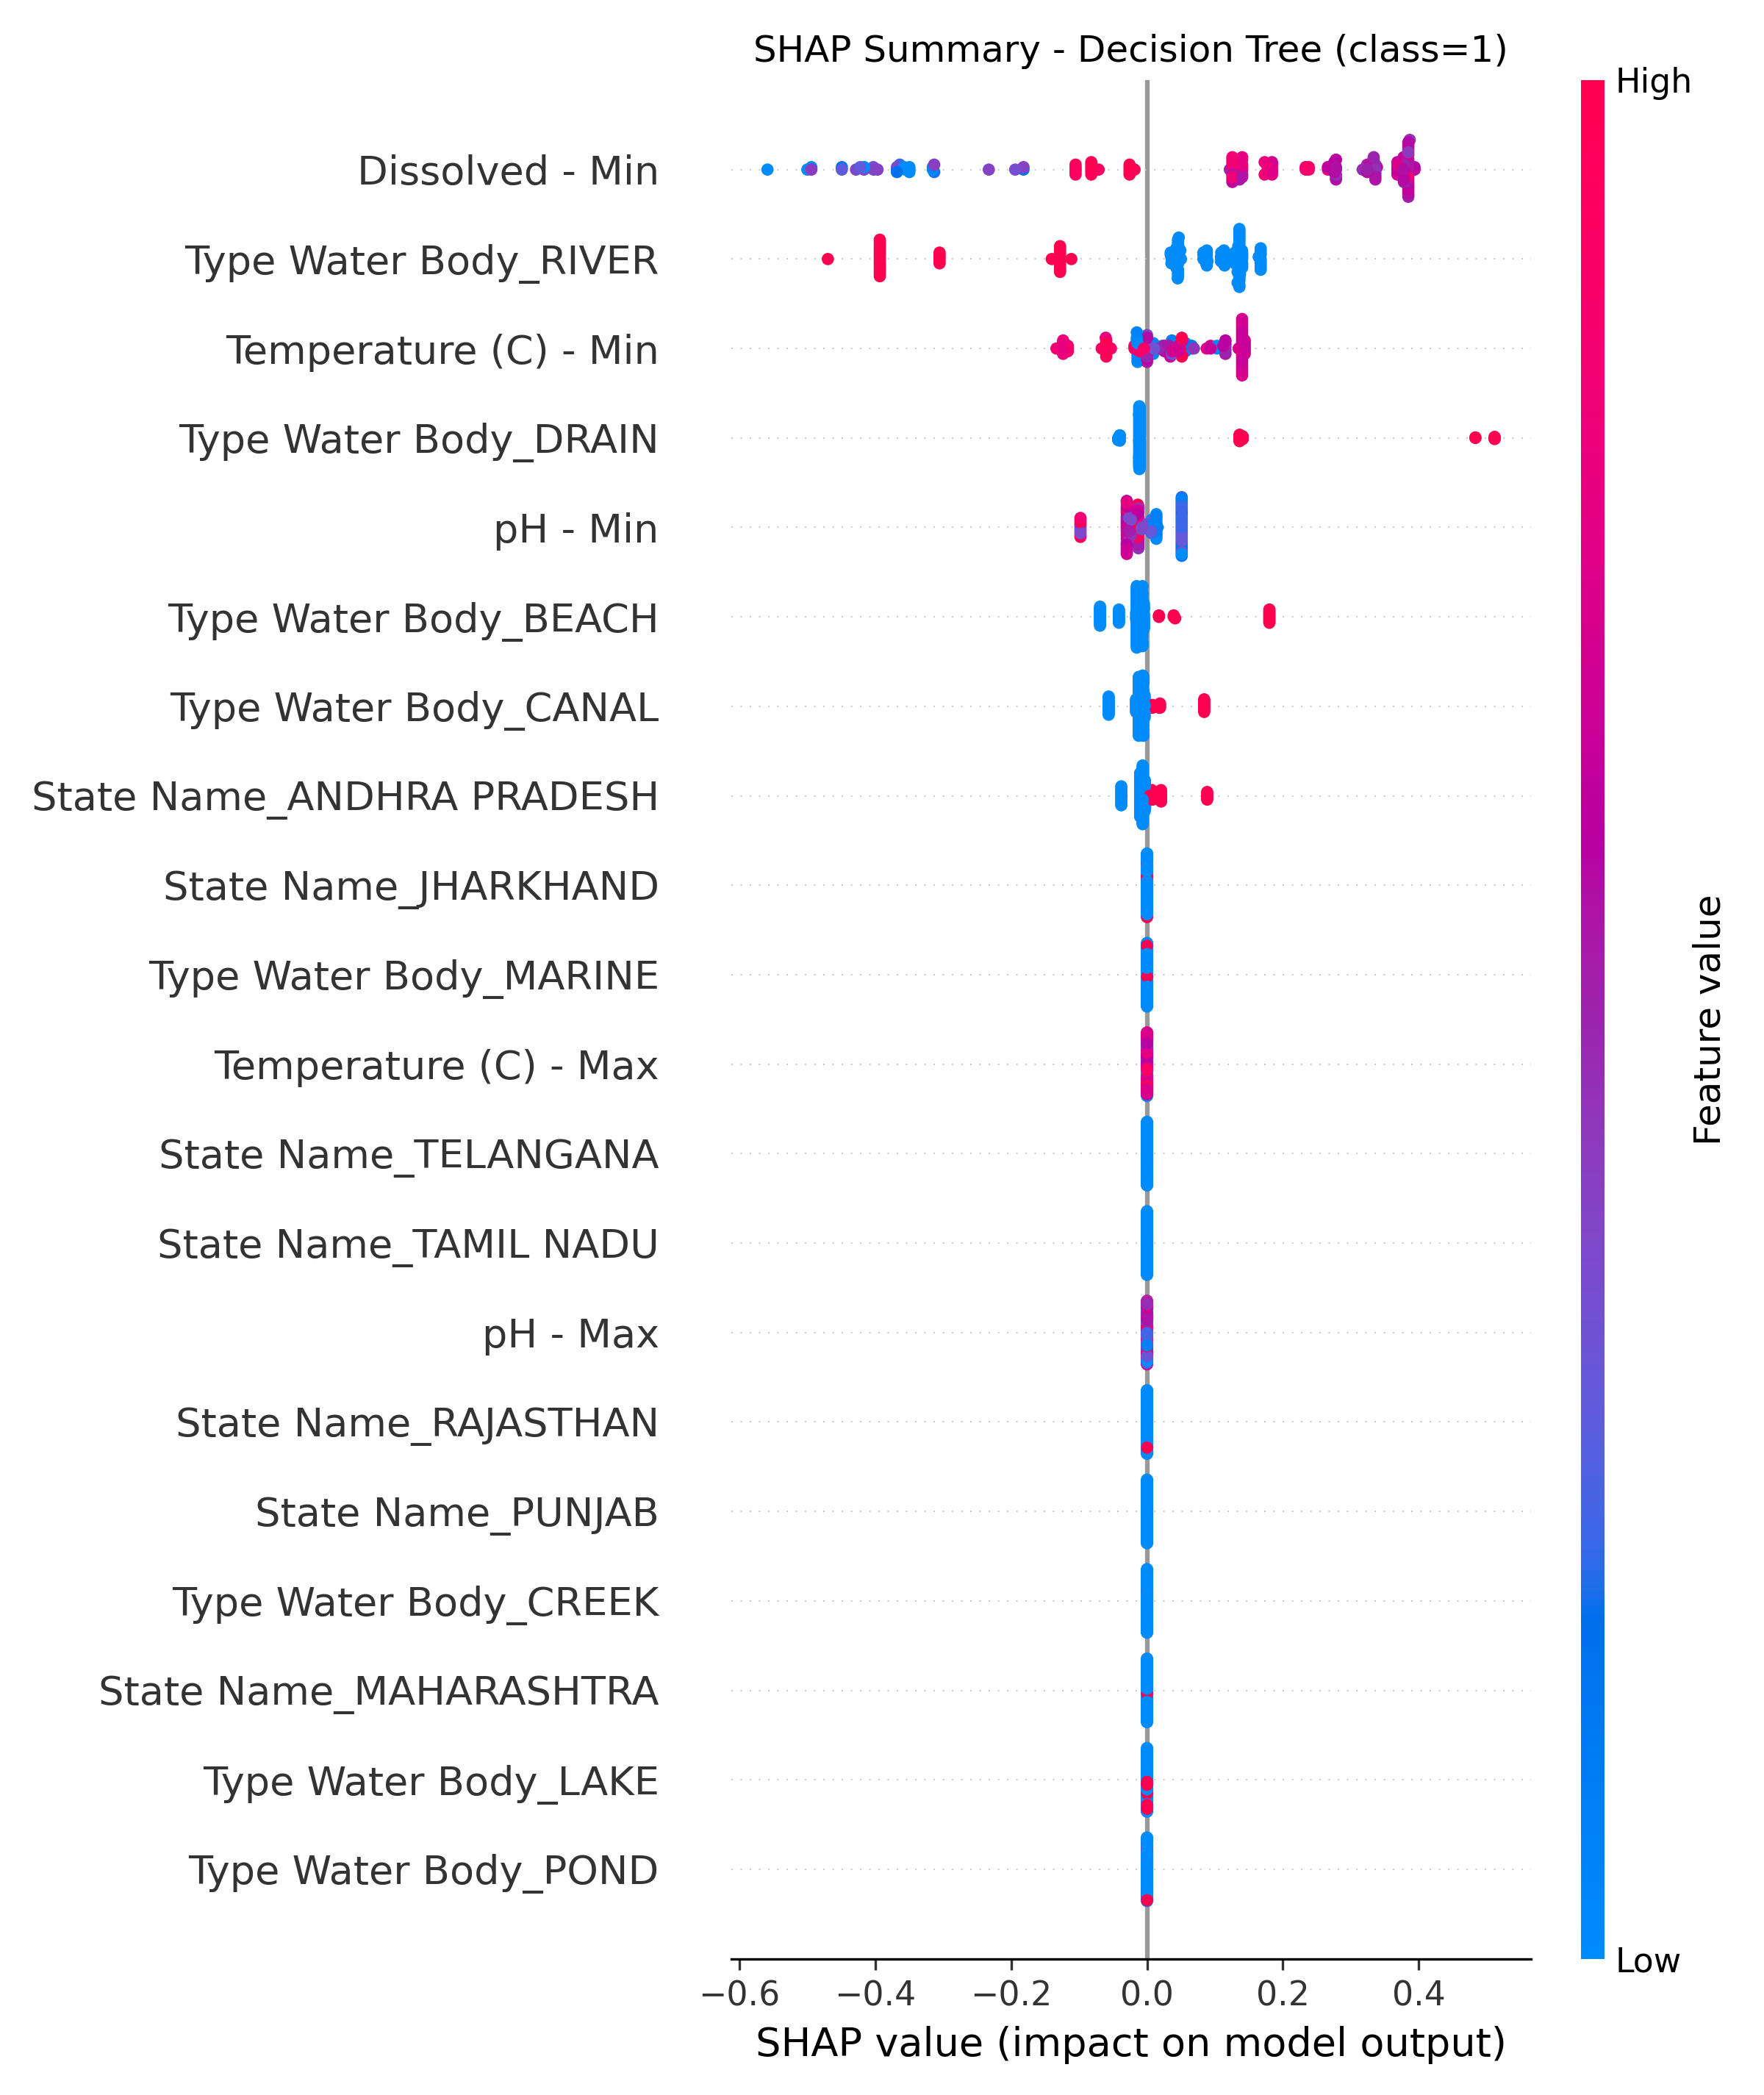 SHAP Summary - Decision Tree (class=1)
High
Dissolved - Min
Type Water Body_RIVER
Temperature (C) - Min
Type Water Body_DRAIN
pH - Min
Type Water Body_BEACH
Type Water Body_CANAL
State Name_ANDHRA PRADESH
State Name_JHARKHAND
Type Water Body_MARINE
Temperature (C) - Max
State Name_TELANGANA
State Name_TAMIL NADU
pH - Max
State Name_RAJASTHAN
State Name_PUNJAB
Type Water Body_CREEK
State Name_MAHARASHTRA
Type Water Body_LAKE
Type Water Body_POND
Feature value
Low
−0.6 −0.4 −0.2 0.0 0.2 0.4
SHAP value (impact on model output)